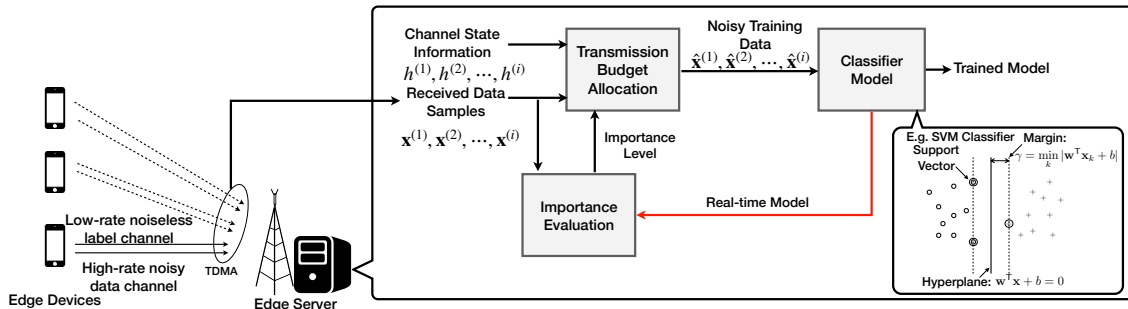 Low-rate noiseless
label channel
High-rate noisy
data channel
TDMA
Edge Devices
Edge Server
Channel State
Information
h^{(1)}, h^{(2)}, ⋯, h^{(i)}
Received Data
Samples
𝐱^{(1)}, 𝐱^{(2)}, ⋯, 𝐱^{(i)}
Transmission
Budget
Allocation
Importance
Level
Importance
Evaluation
Noisy Training
Data
𝐱̂^{(1)}, 𝐱̂^{(2)}, ⋯, 𝐱̂^{(i)}
Classifier
Model
Trained Model
Real-time Model
E.g. SVM Classifier
Support
Vector
Margin:
γ = min_k |𝐰^⊤𝐱_k + b|
Hyperplane: 𝐰^⊤𝐱 + b = 0